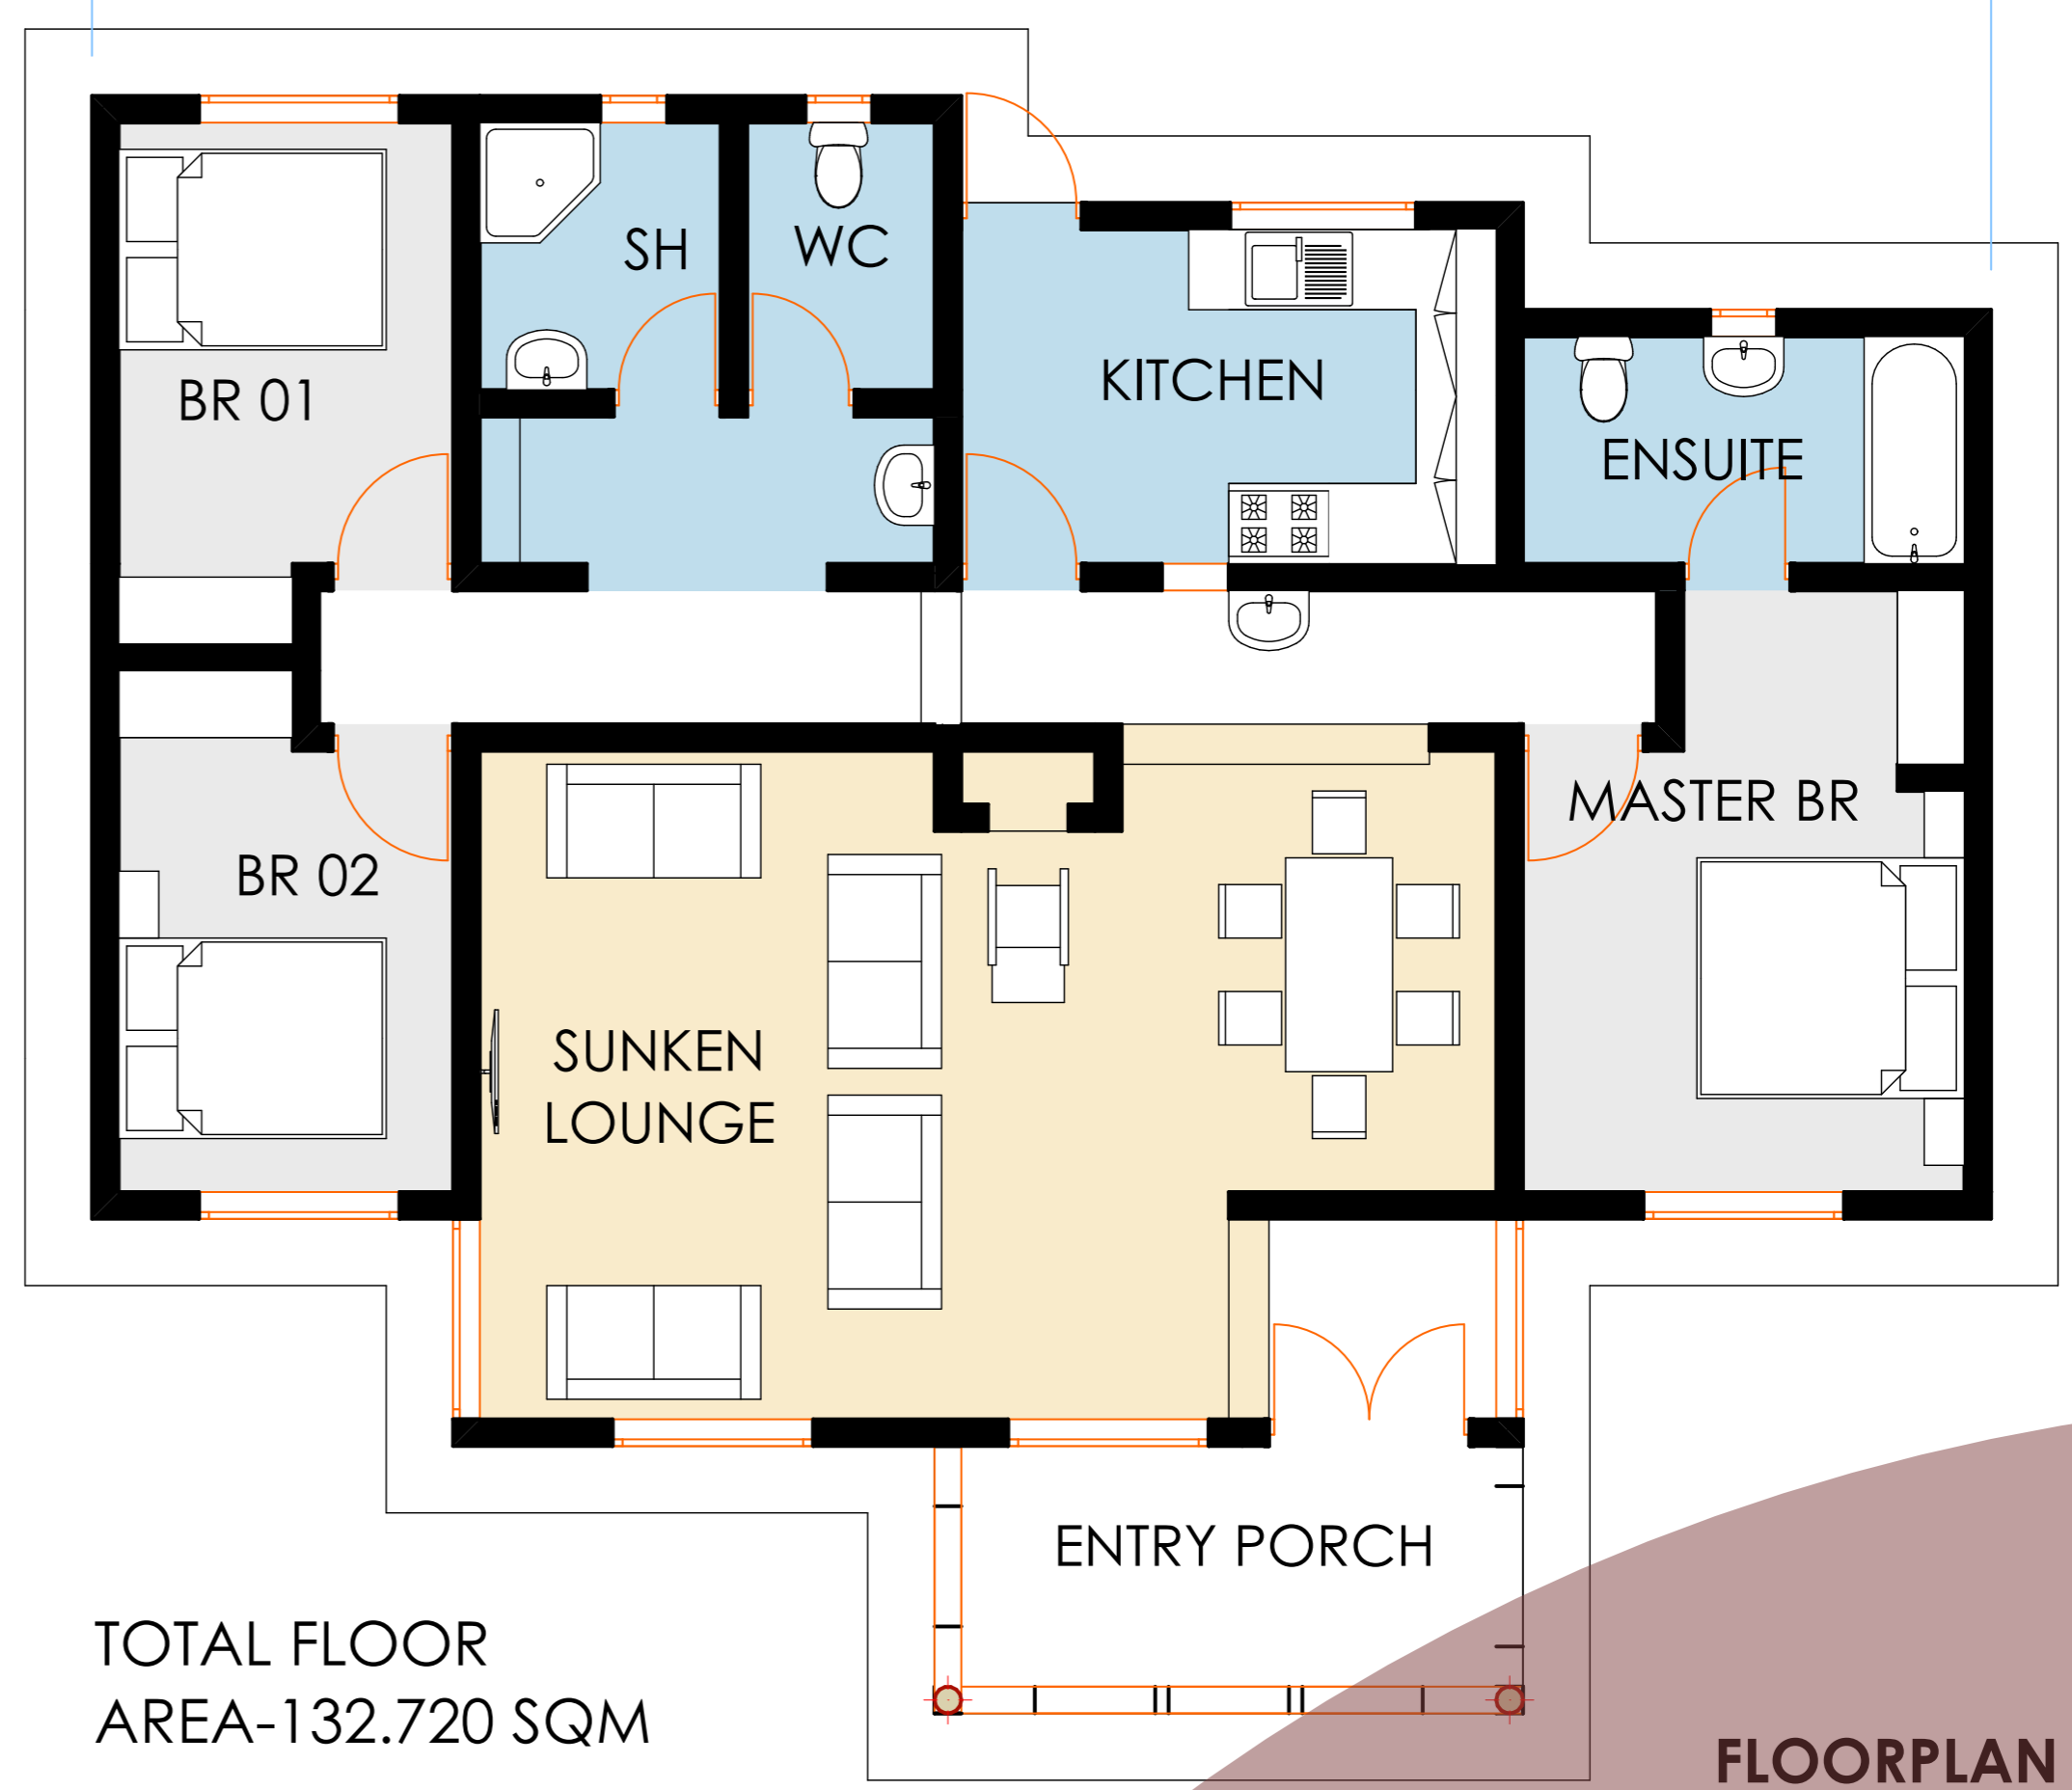 SH
WC
BR 01
KITCHEN
ENSUITE
MASTER BR
BR 02
SUNKEN
LOUNGE
ENTRY PORCH
TOTAL FLOOR
AREA-132.720 SQM
FLOORPLAN